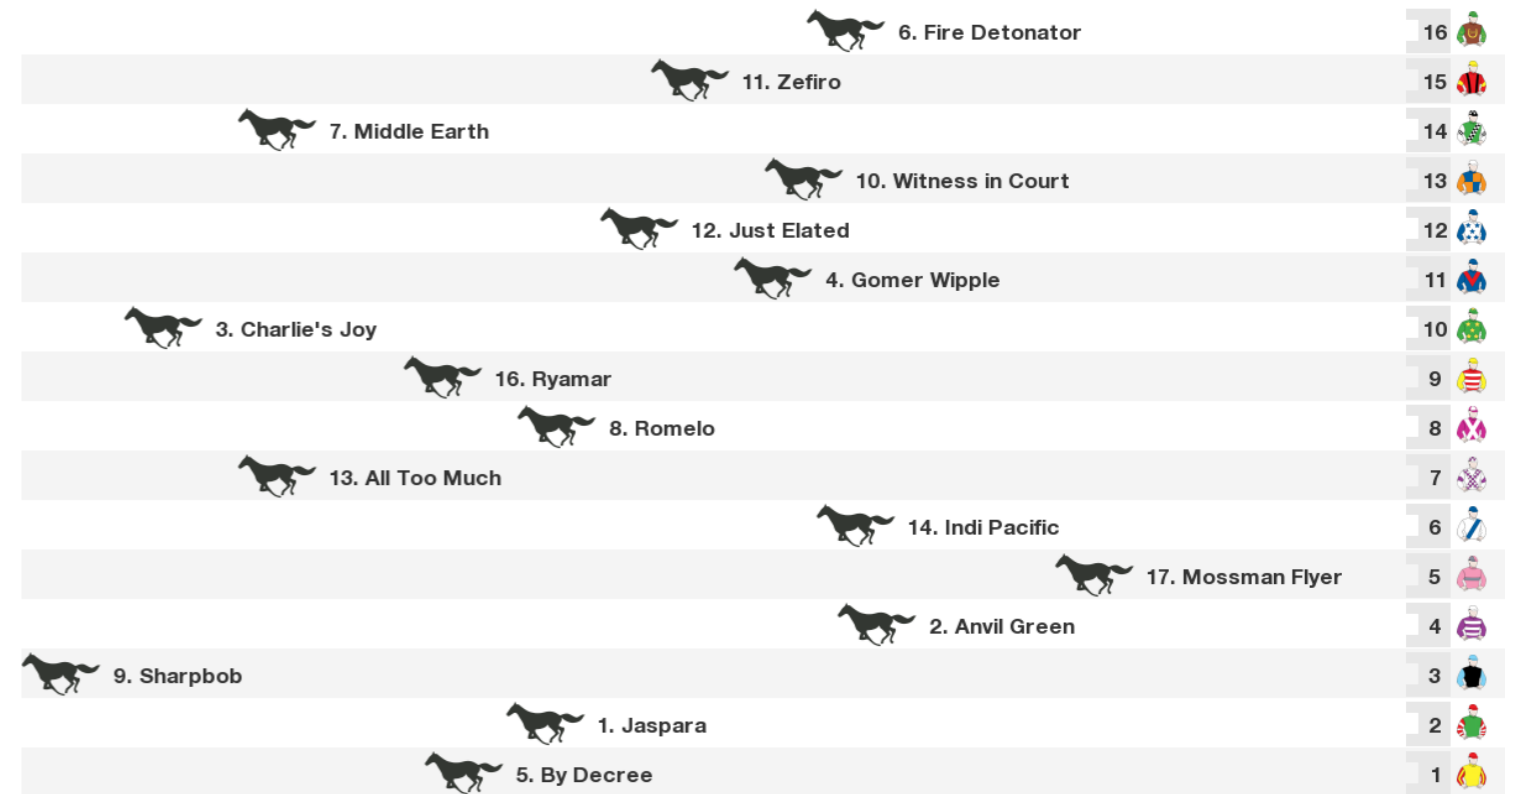 6. Fire Detonator 16
11. Zefiro 15
7. Middle Earth 14
10. Witness in Court 13
12. Just Elated 12
4. Gomer Wipple 11
3. Charlie's Joy 10
16. Ryamar 9
8. Romelo 8
13. All Too Much 7
14. Indi Pacific 6
17. Mossman Flyer 5
2. Anvil Green 4
9. Sharpbob 3
1. Jaspara 2
5. By Decree 1